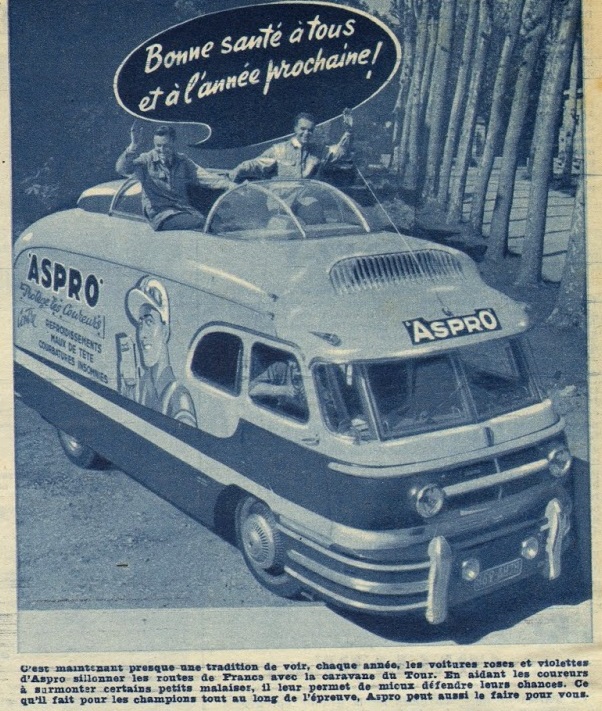 Bonne santé à tous
et à l'année prochaine !
ASPRO
Protège les Coureurs
contre
REFROIDISSEMENTS
MAUX DE TÊTE
COURBATURES INSOMNIES
ASPRO
C'est maintenant presque une tradition de voir, chaque année, les voitures roses et violettes
d'Aspro sillonner les routes de France avec la caravane du Tour. En aidant les coureurs
à surmonter certains petits malaises, il leur permet de mieux défendre leurs chances. Ce
qu'il fait pour les champions tout au long de l'épreuve, Aspro peut aussi le faire pour vous.